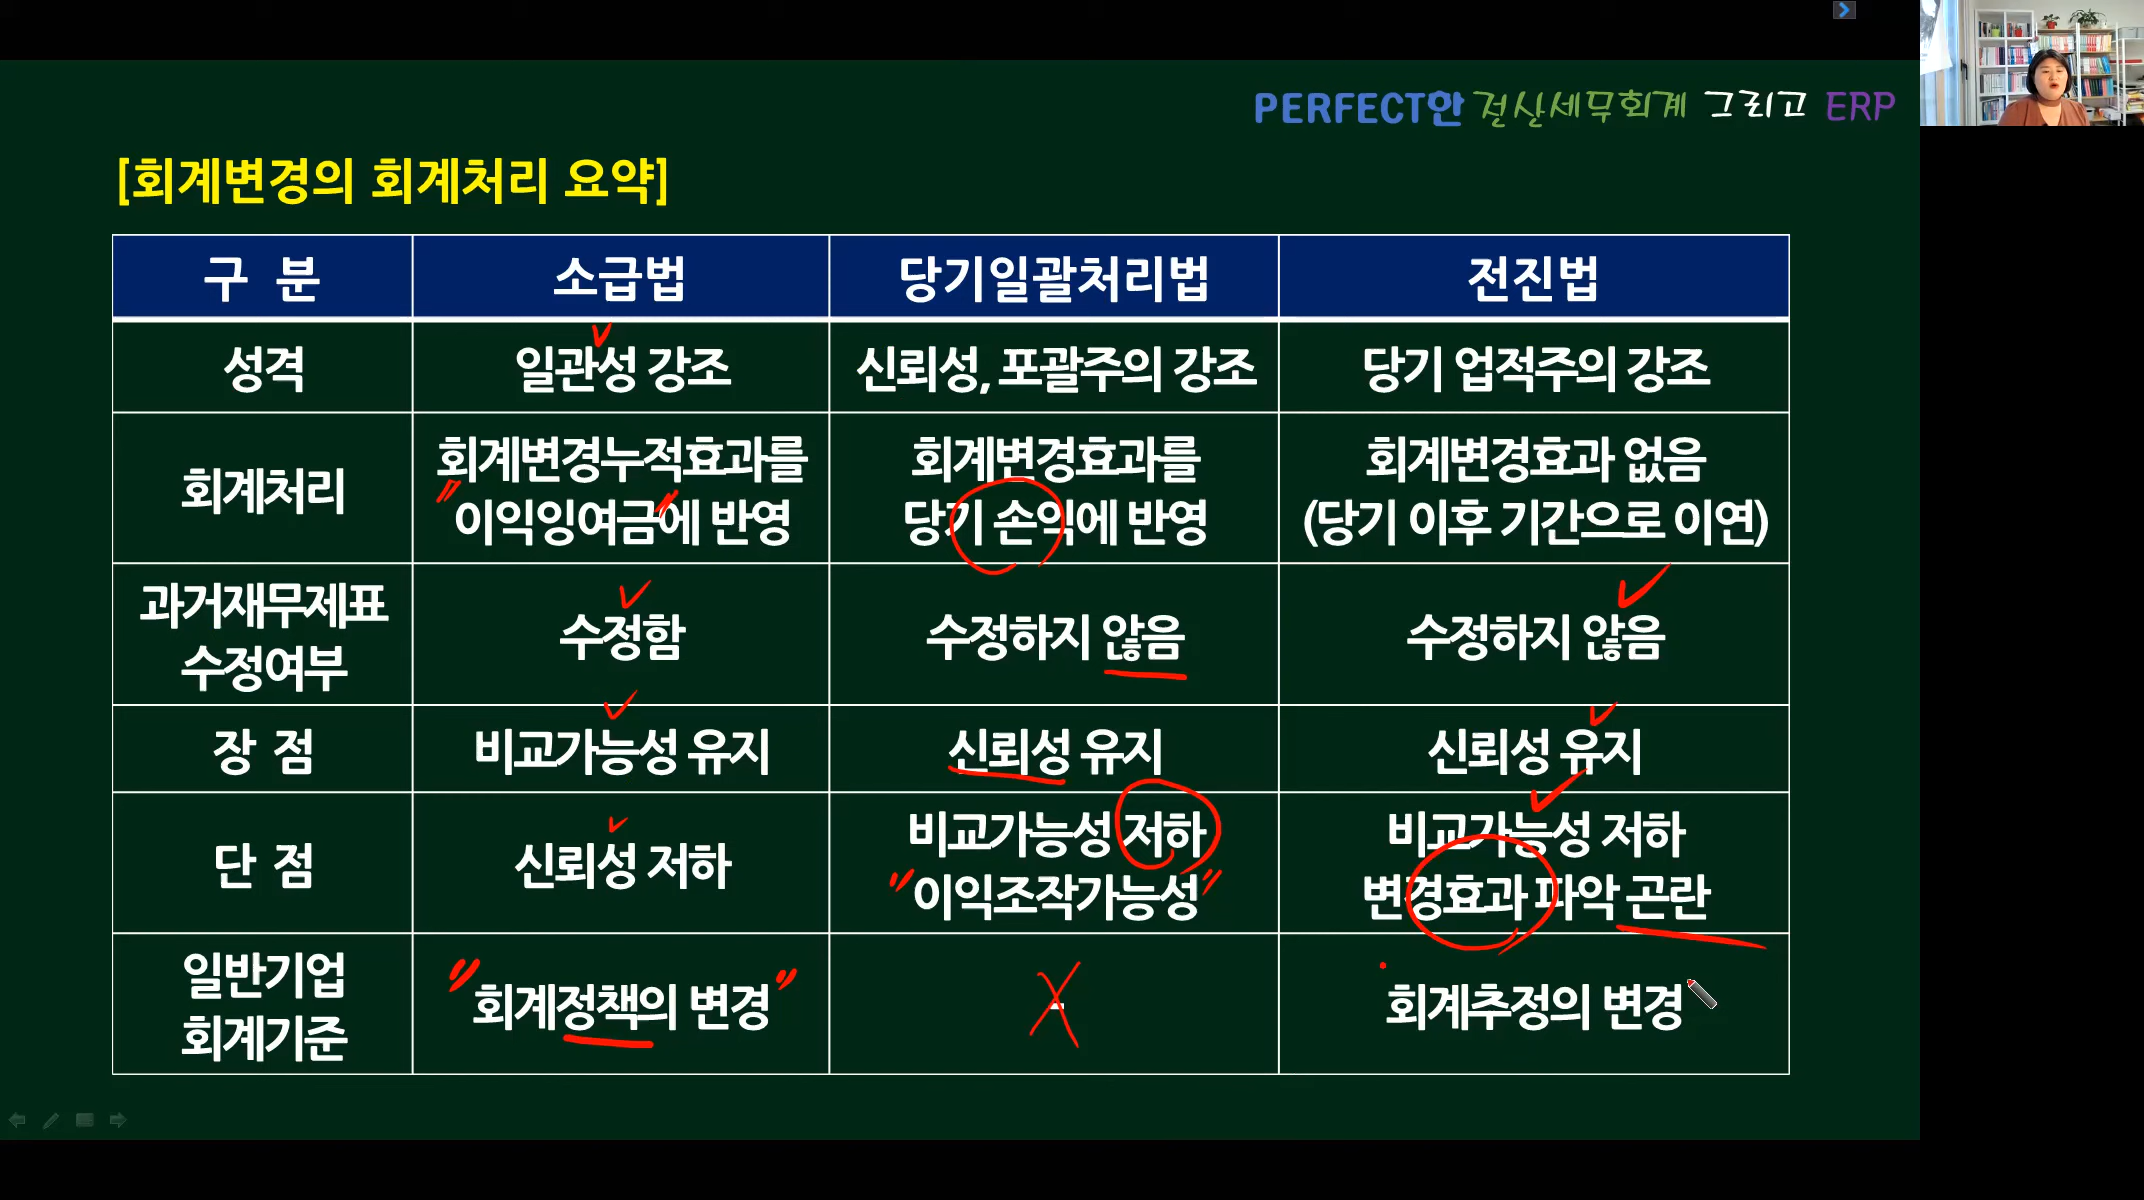 PERFECT한 전산세무회계 그리고 ERP
[회계변경의 회계처리 요약]
구 분 소급법 당기일괄처리법 전진법
성격 일관성 강조 신뢰성, 포괄주의 강조 당기 업적주의 강조
회계처리
회계변경누적효과를
"이익잉여금"에 반영
회계변경효과를
당기 손익에 반영
회계변경효과 없음
(당기 이후 기간으로 이연)
과거재무제표
수정여부
수정함
수정하지 않음
수정하지 않음
장 점 비교가능성 유지 신뢰성 유지 신뢰성 유지
단 점
신뢰성 저하
비교가능성 저하
"이익조작가능성"
비교가능성 저하
변경효과 파악 곤란
일반기업
회계기준
"회계정책의 변경"
-
X
회계추정의 변경